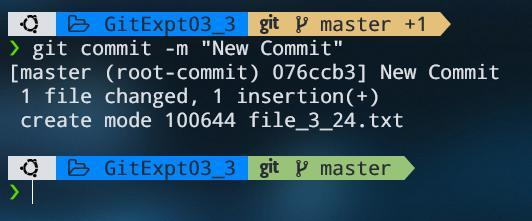 GitExpt03_3 git master +1
❯ git commit -m "New Commit"
[master (root-commit) 076ccb3] New Commit
1 file changed, 1 insertion(+)
create mode 100644 file_3_24.txt
GitExpt03_3 git master
❯